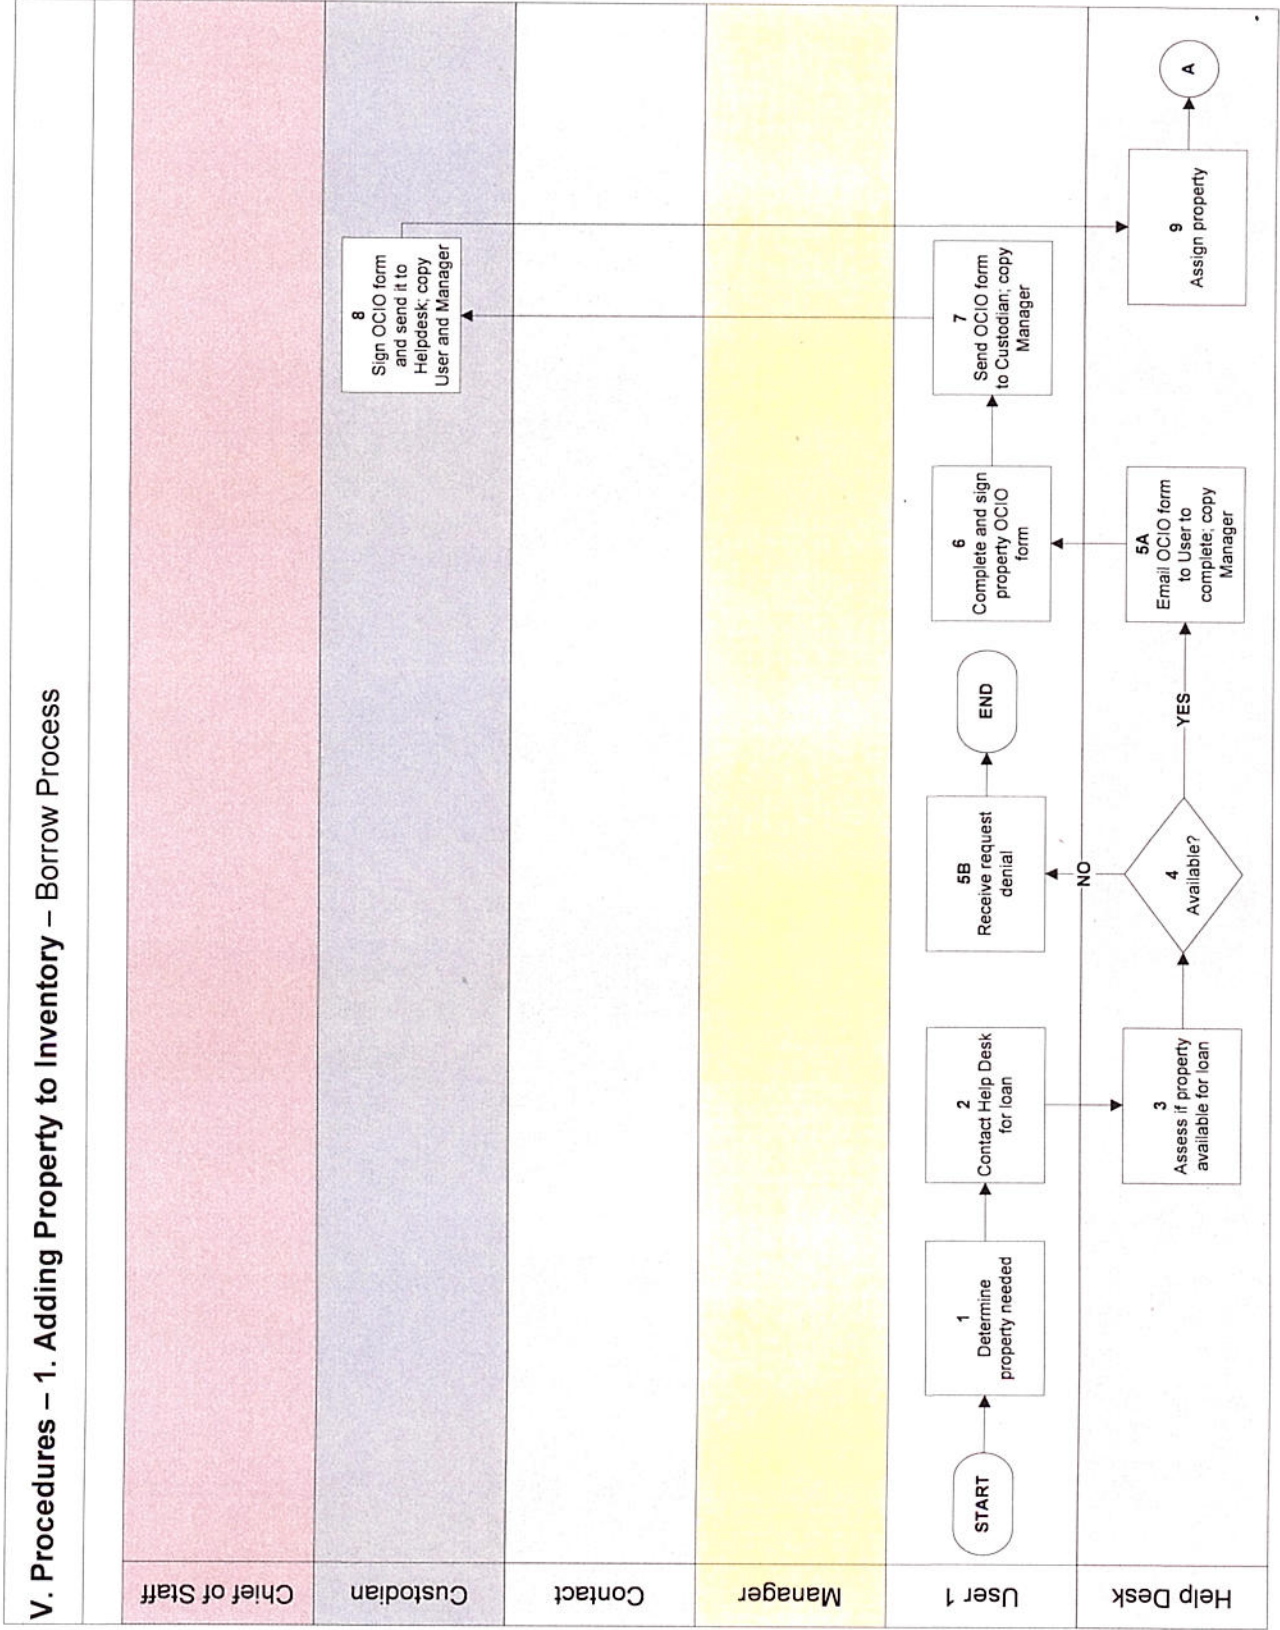 V. Procedures – 1. Adding Property to Inventory – Borrow Process
Chief of Staff
Custodian
8
Sign OCIO form
and send it to
Helpdesk; copy
User and Manager
Contact
Manager
User 1
START
1
Determine
property needed
2
Contact Help Desk
for loan
5B
Receive request
denial
END
6
Complete and sign
property OCIO
form
7
Send OCIO form
to Custodian; copy
Manager
Help Desk
3
Assess if property
available for loan
4
Available?
NO
YES
5A
Email OCIO form
to User to
complete; copy
Manager
9
Assign property
A